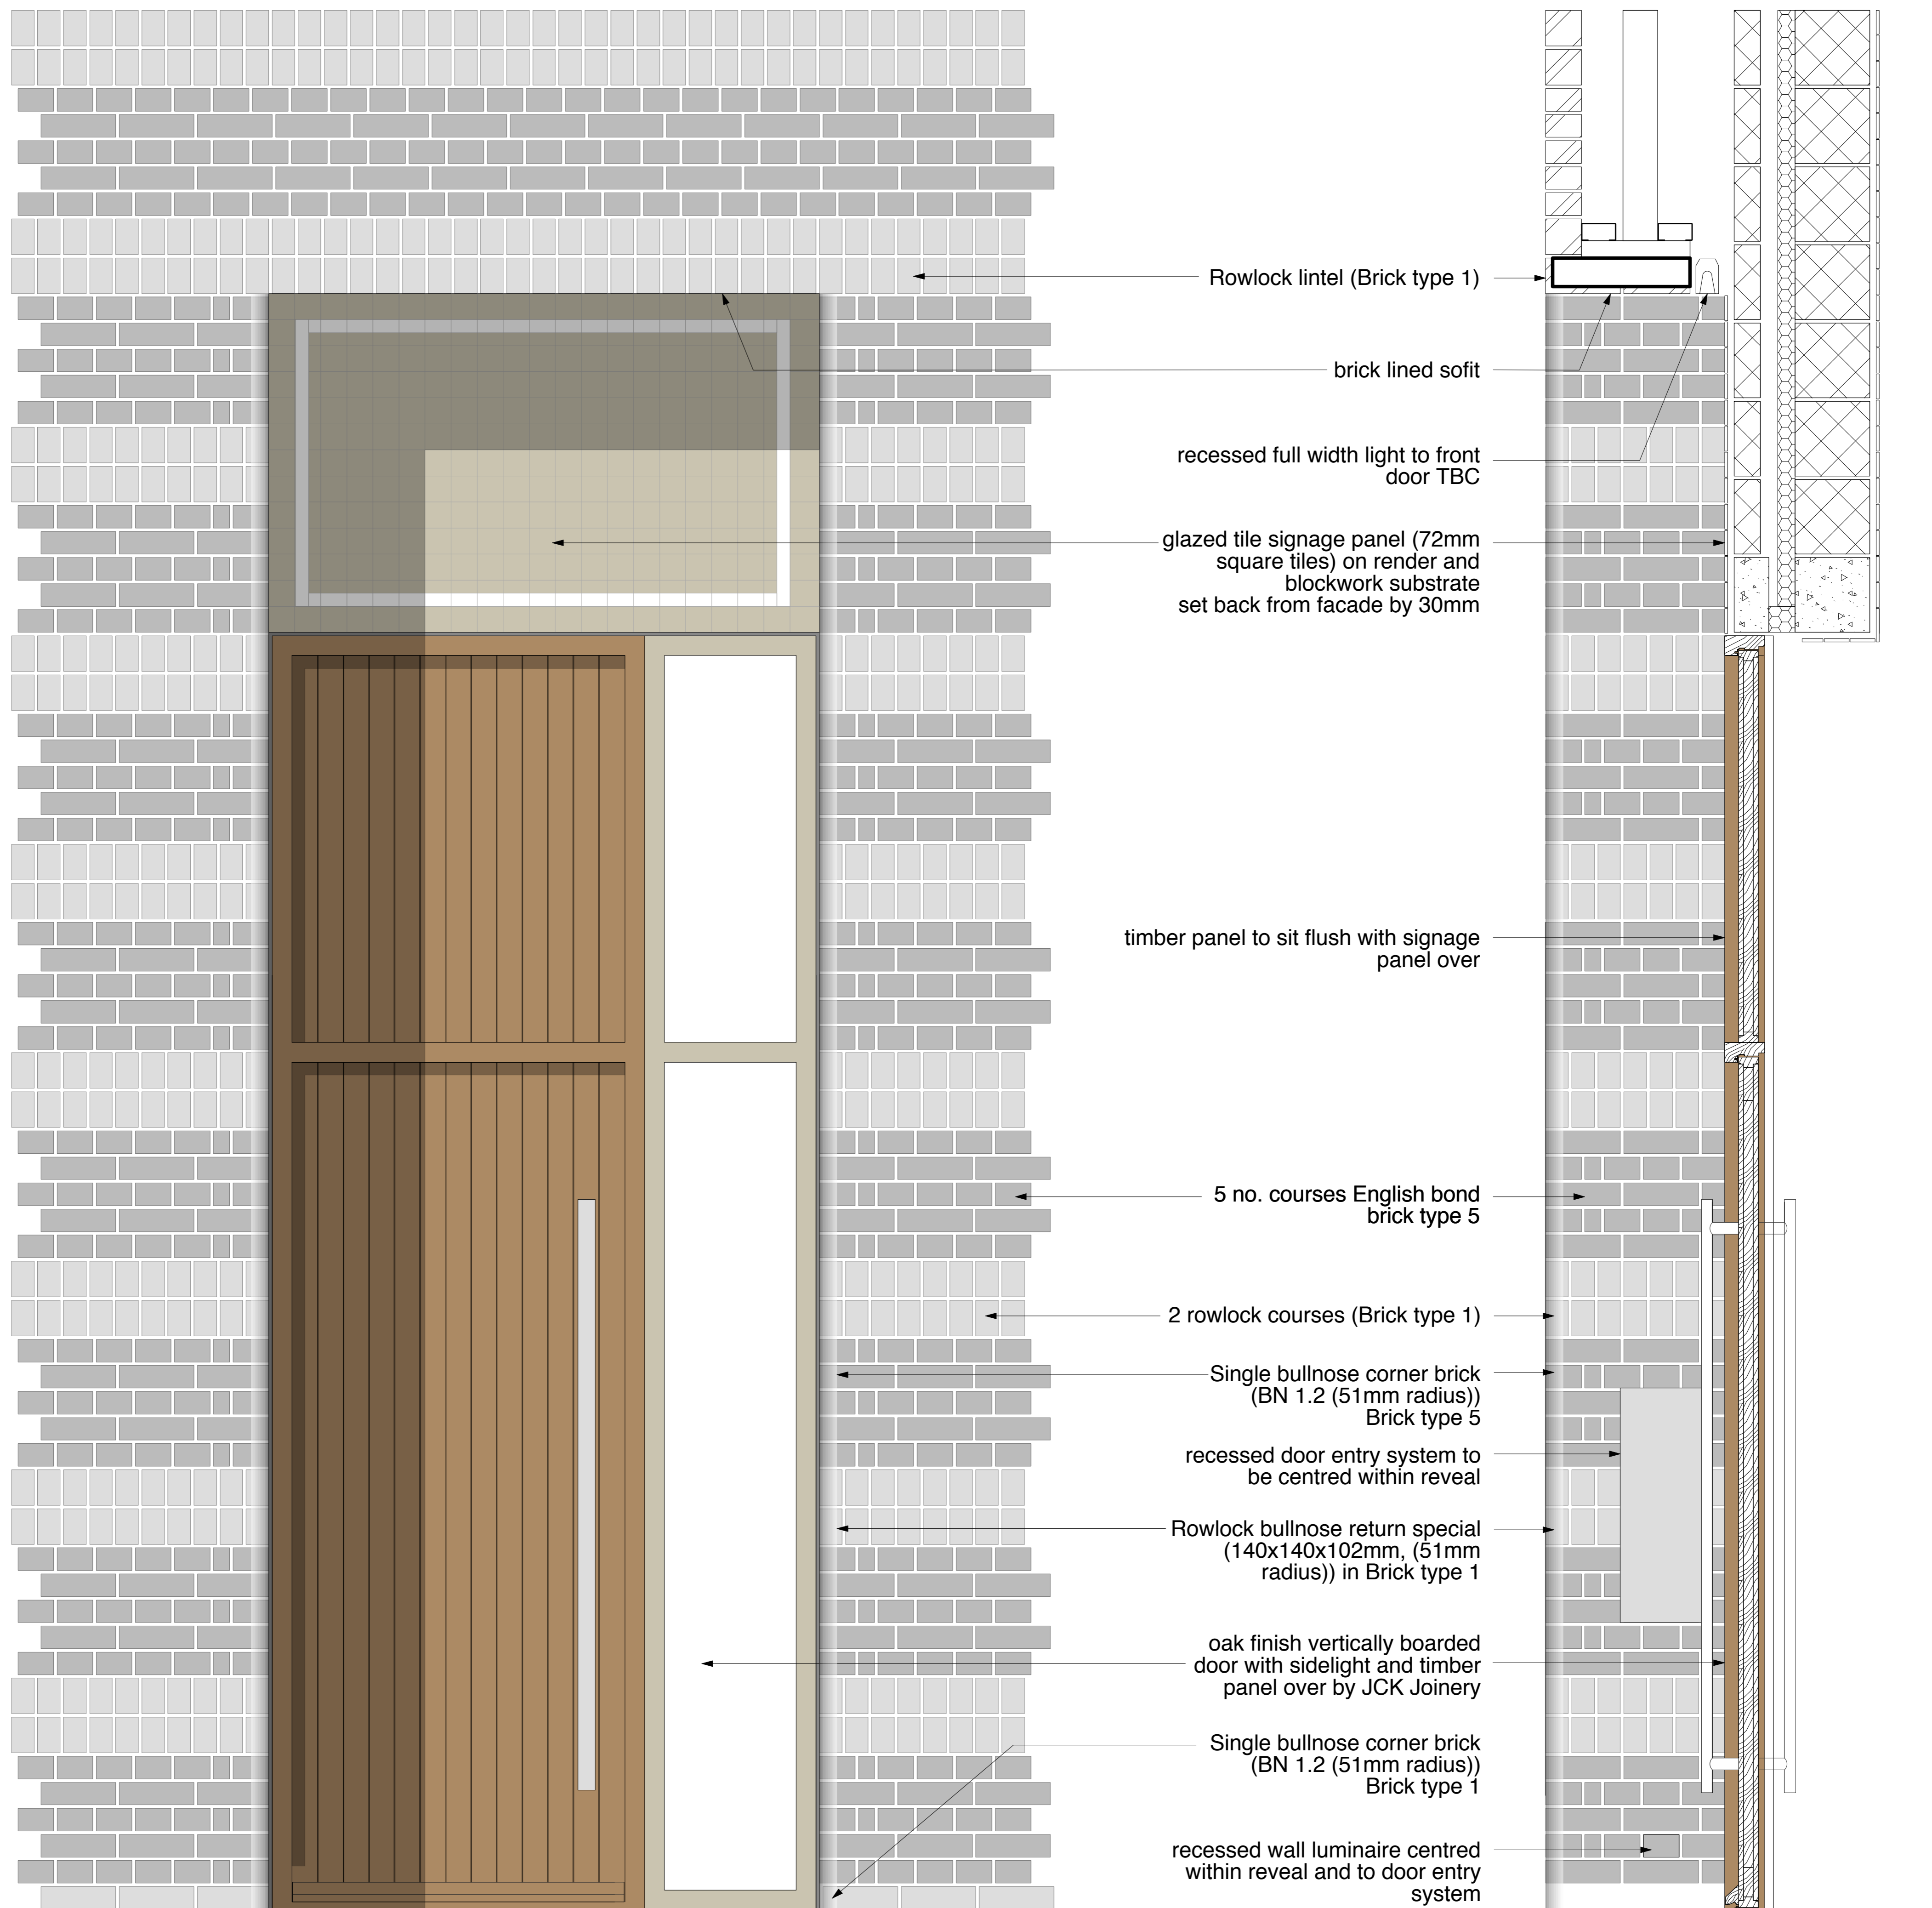 Rowlock lintel (Brick type 1)
brick lined sofit
recessed full width light to front
door TBC
glazed tile signage panel (72mm
square tiles) on render and
blockwork substrate
set back from facade by 30mm
timber panel to sit flush with signage
panel over
5 no. courses English bond
brick type 5
2 rowlock courses (Brick type 1)
Single bullnose corner brick
(BN 1.2 (51mm radius))
Brick type 5
recessed door entry system to
be centred within reveal
Rowlock bullnose return special
(140x140x102mm, (51mm
radius)) in Brick type 1
oak finish vertically boarded
door with sidelight and timber
panel over by JCK Joinery
Single bullnose corner brick
(BN 1.2 (51mm radius))
Brick type 1
recessed wall luminaire centred
within reveal and to door entry
system